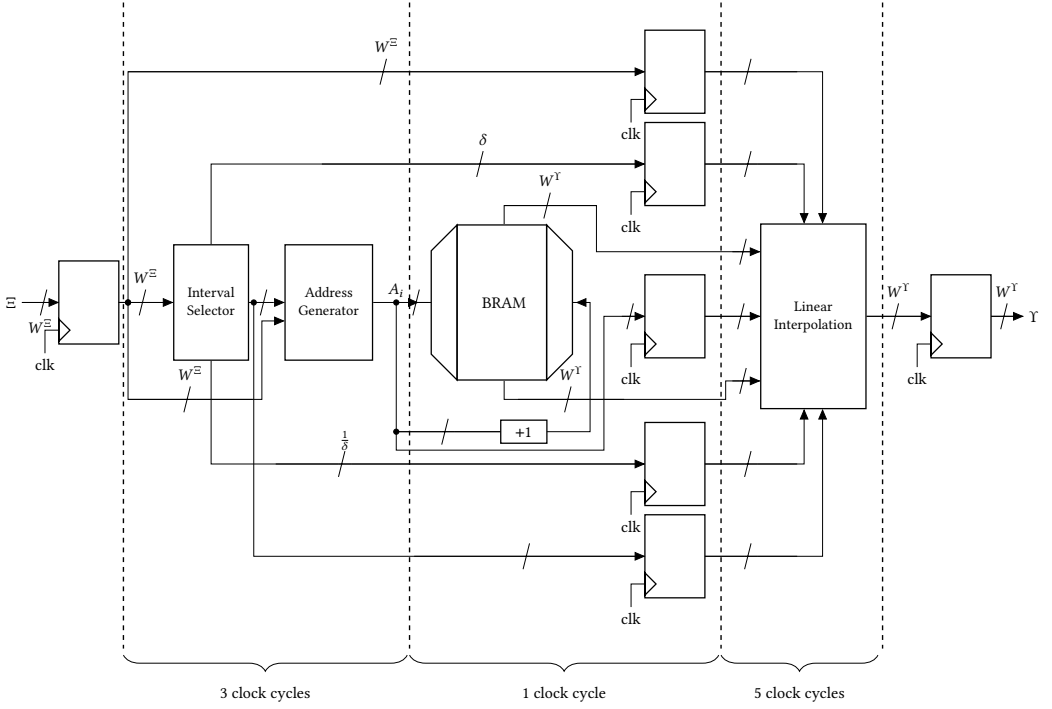 W^Ξ
clk
δ
W^Υ
clk
Ξ
W^Ξ
clk
W^Ξ
Interval
Selector
Address
Generator
A_i
BRAM
clk
Linear
Interpolation
W^Υ
clk
W^Υ
Υ
W^Ξ
W^Υ
+1
1/δ
clk
clk
3 clock cycles
1 clock cycle
5 clock cycles